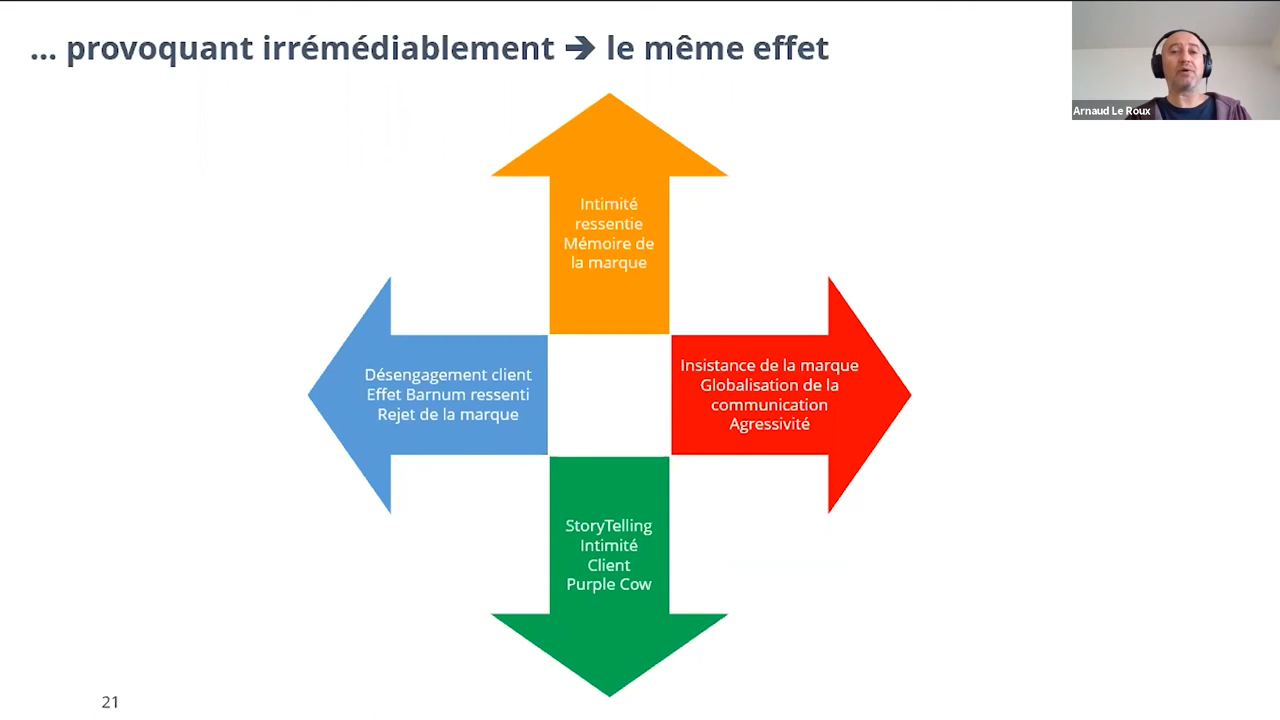 ... provoquant irrémédiablement ➔ le même effet
Arnaud Le Roux
Intimité
ressentie
Mémoire de
la marque
Désengagement client
Effet Barnum ressenti
Rejet de la marque
Insistance de la marque
Globalisation de la
communication
Agressivité
StoryTelling
Intimité
Client
Purple Cow
21